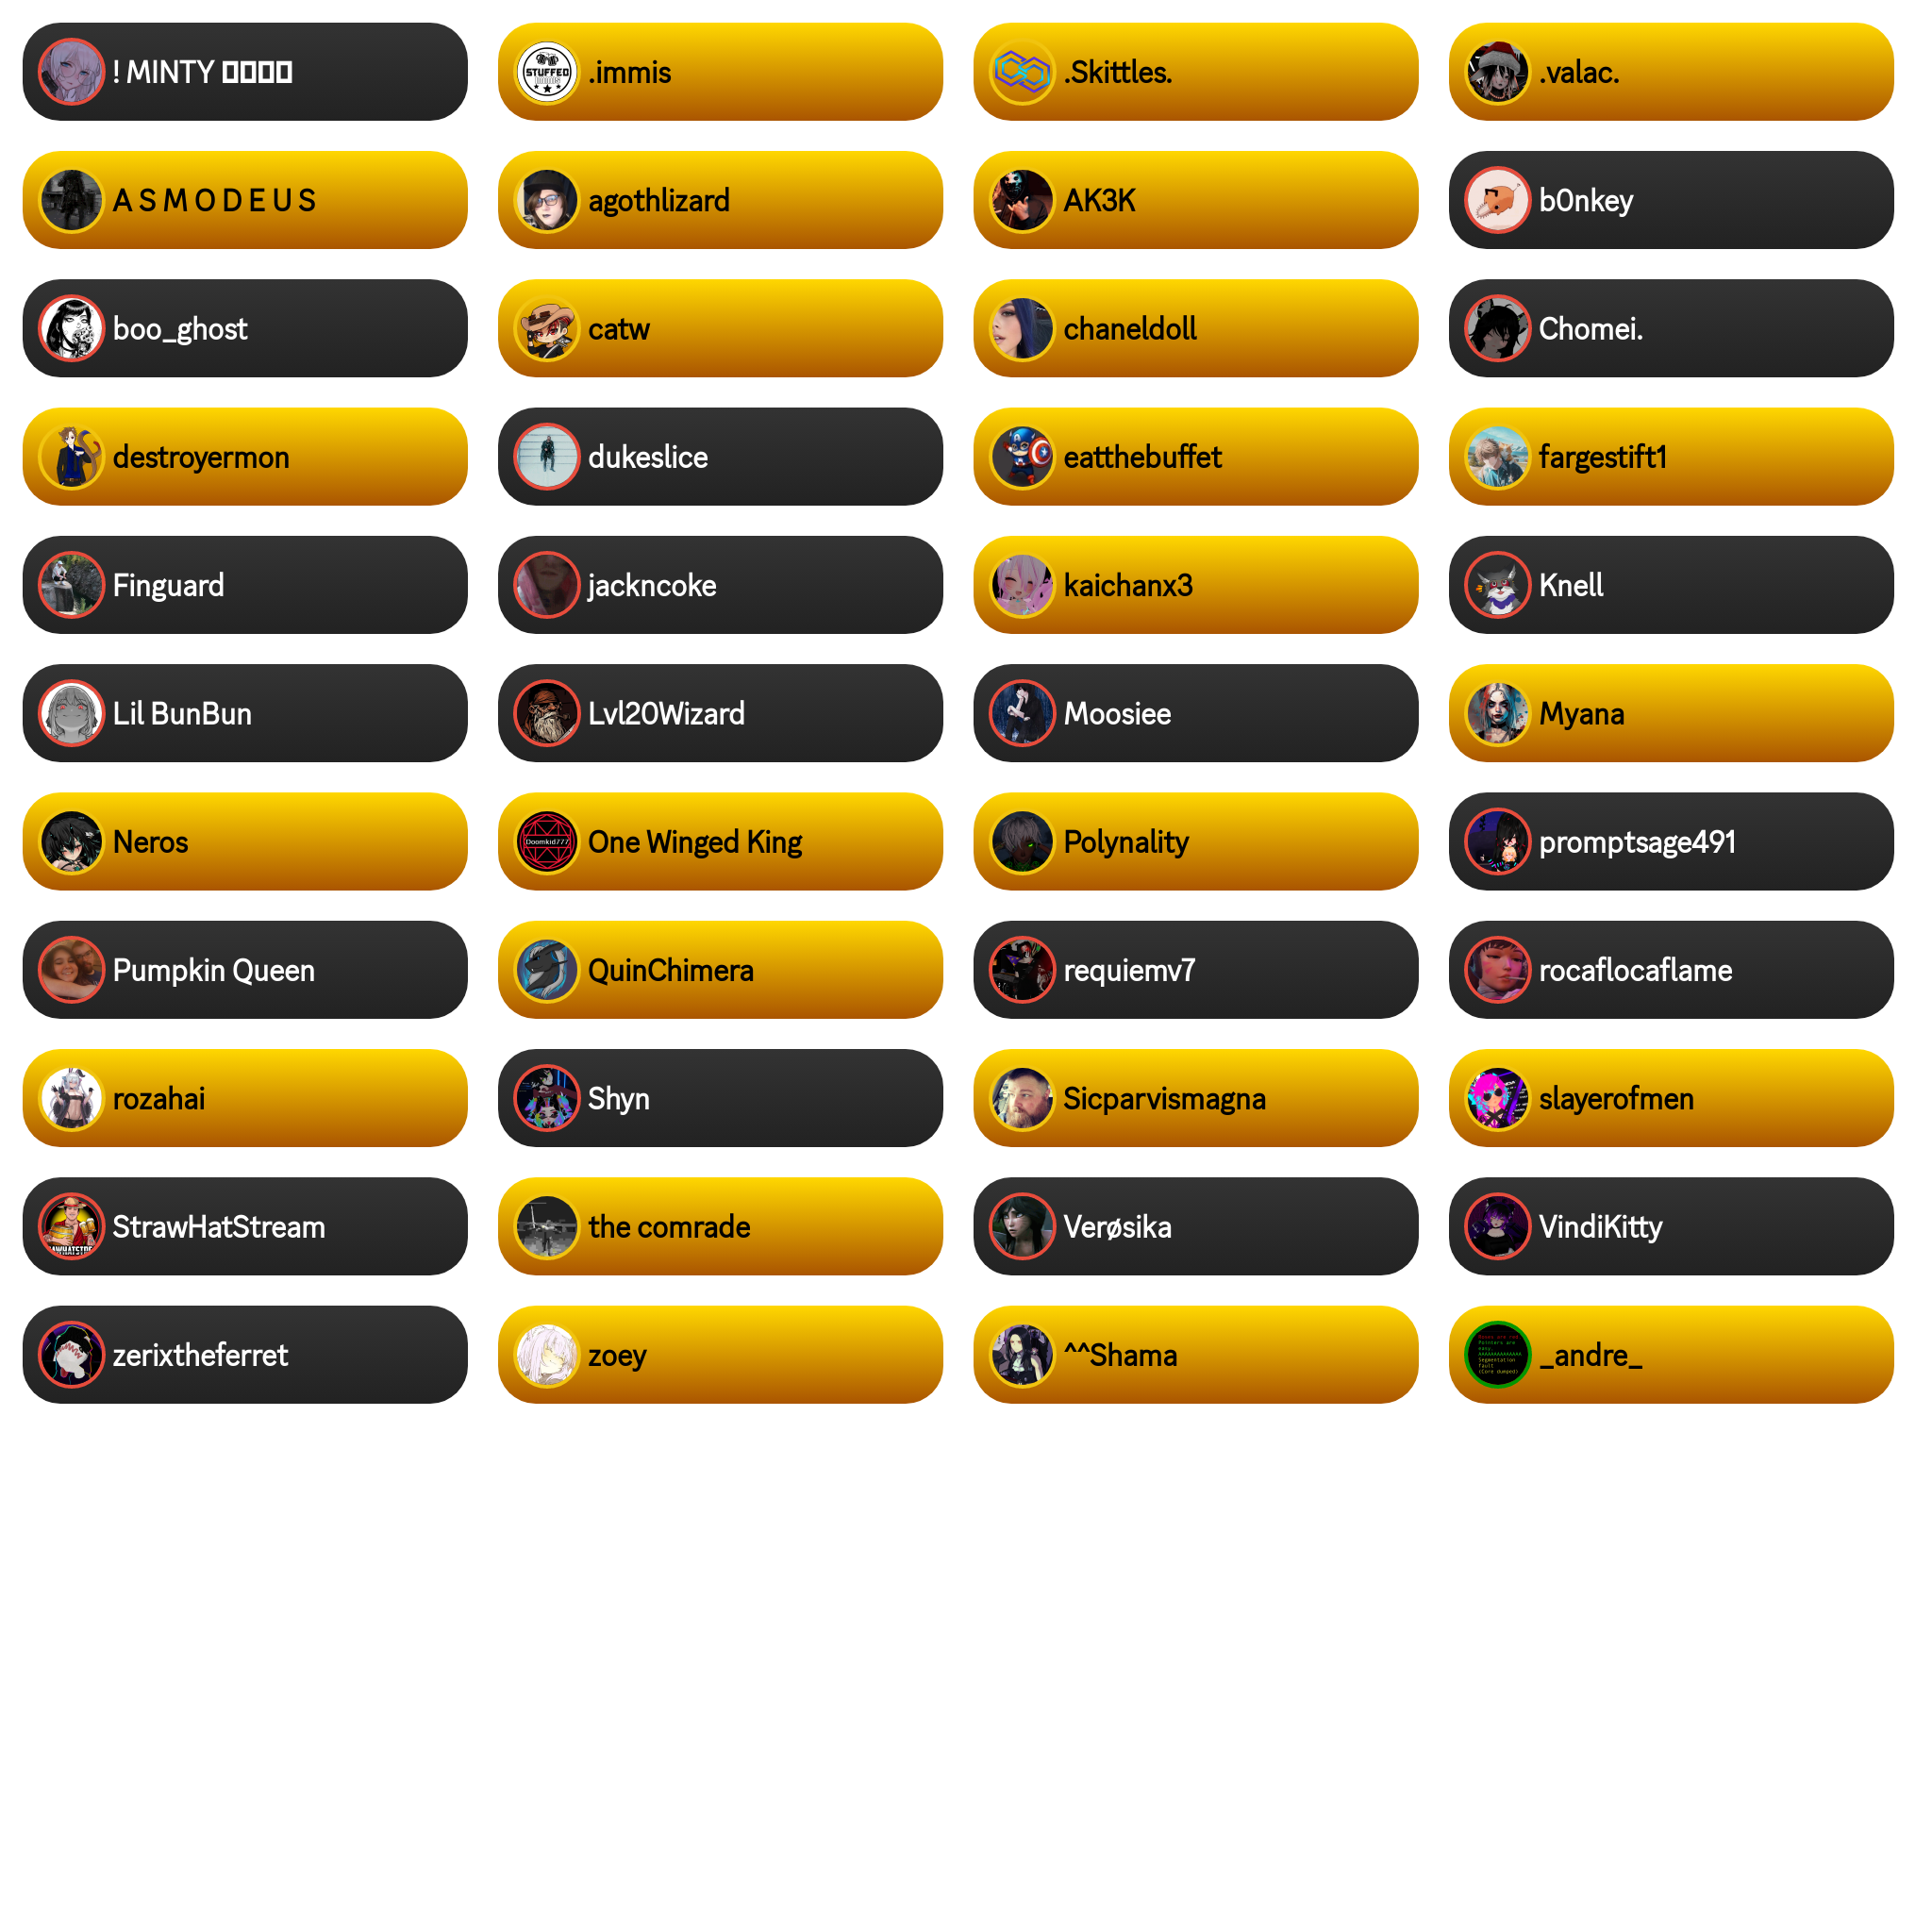 ! MINTY
.immis
.Skittles.
.valac.
A S M O D E U S
agothlizard
AK3K
b0nkey
boo_ghost
catw
chaneldoll
Chomei.
destroyermon
dukeslice
eatthebuffet
fargestift1
Finguard
jackncoke
kaichanx3
Knell
Lil BunBun
Lvl20Wizard
Moosiee
Myana
Neros
Doomkid777
One Winged King
Polynality
promptsage491
Pumpkin Queen
QuinChimera
requiemv7
rocaflocaflame
rozahai
Shyn
Sicparvismagna
slayerofmen
StrawHatStream
the comrade
Verøsika
VindiKitty
zerixtheferret
zoey
^^Shama
_andre_